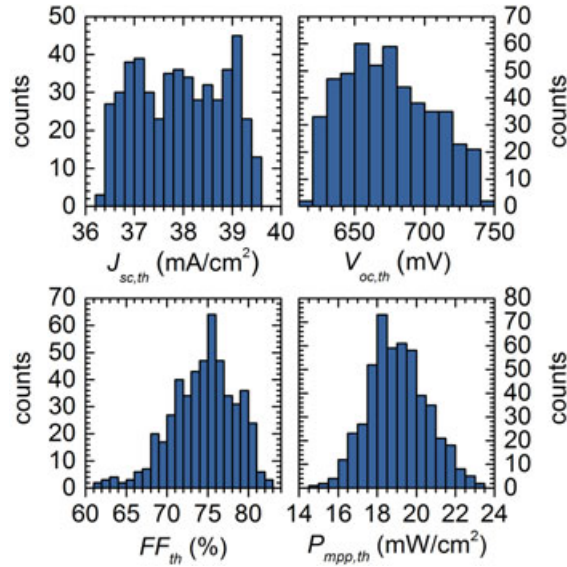 50
40
30
20
10
0
counts
36 37 38 39 40
J_sc,th (mA/cm²)
70
60
50
40
30
20
10
0
counts
650 700 750
V_oc,th (mV)
70
60
50
40
30
20
10
0
counts
60 65 70 75 80
FF_th (%)
80
70
60
50
40
30
20
10
0
counts
14 16 18 20 22 24
P_mpp,th (mW/cm²)